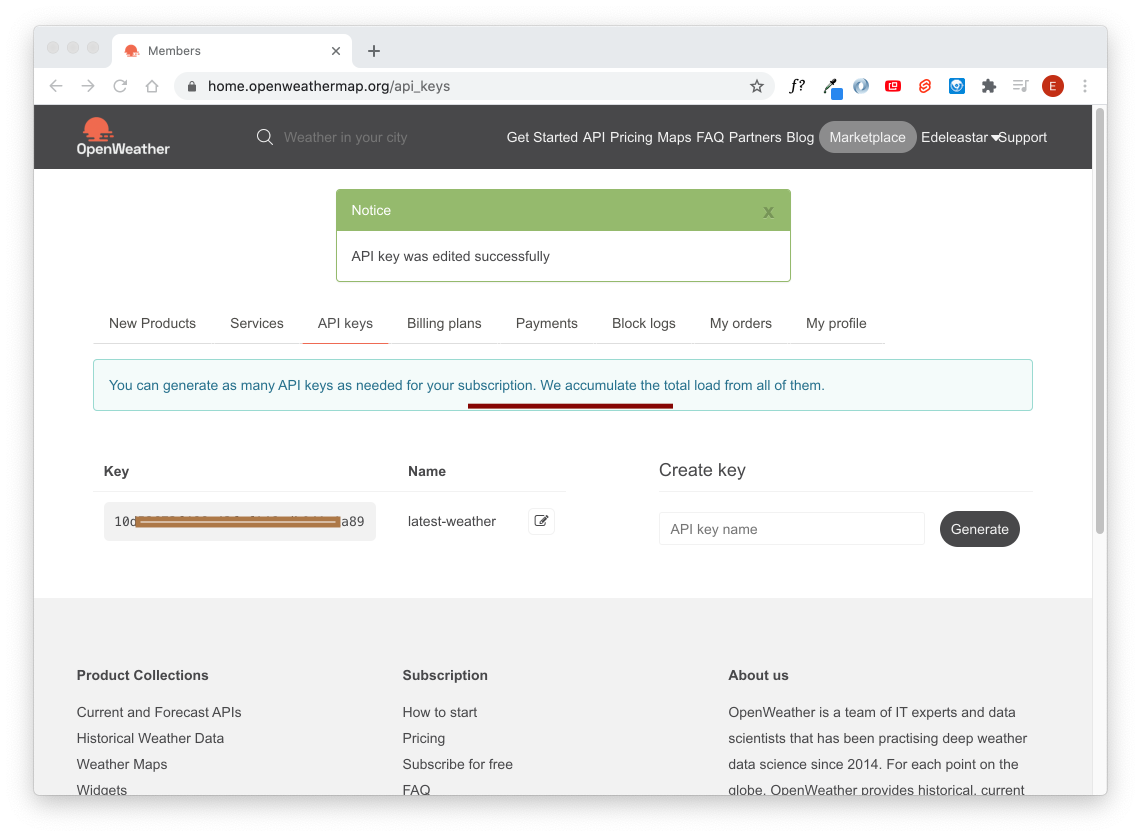 Members
home.openweathermap.org/api_keys
f?
E
OpenWeather
Weather in your city
Get Started API Pricing Maps FAQ Partners Blog Marketplace Edeleastar Support
Notice x
API key was edited successfully
New Products Services API keys Billing plans Payments Block logs My orders My profile
You can generate as many API keys as needed for your subscription. We accumulate the total load from all of them.
Key Name Create key
10d a89 latest-weather API key name Generate
Product Collections Subscription About us
Current and Forecast APIs How to start OpenWeather is a team of IT experts and data
Historical Weather Data Pricing scientists that has been practising deep weather
Weather Maps Subscribe for free data science since 2014. For each point on the
Widgets FAQ globe, OpenWeather provides historical, current